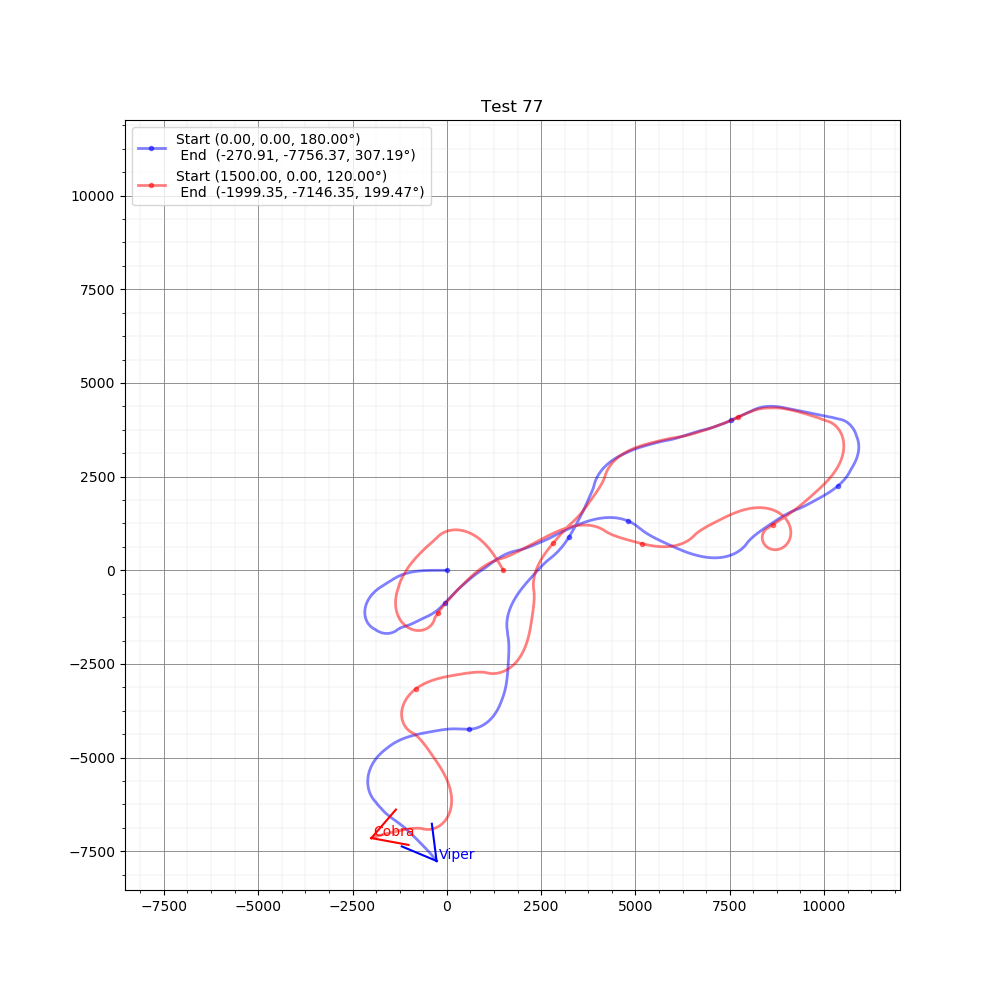 Test 77
Start (0.00, 0.00, 180.00°)
End (-270.91, -7756.37, 307.19°)
Start (1500.00, 0.00, 120.00°)
End (-1999.35, -7146.35, 199.47°)
10000
7500
5000
2500
0
−2500
−5000
−7500
Cobra
Viper
−7500 −5000 −2500 0 2500 5000 7500 10000